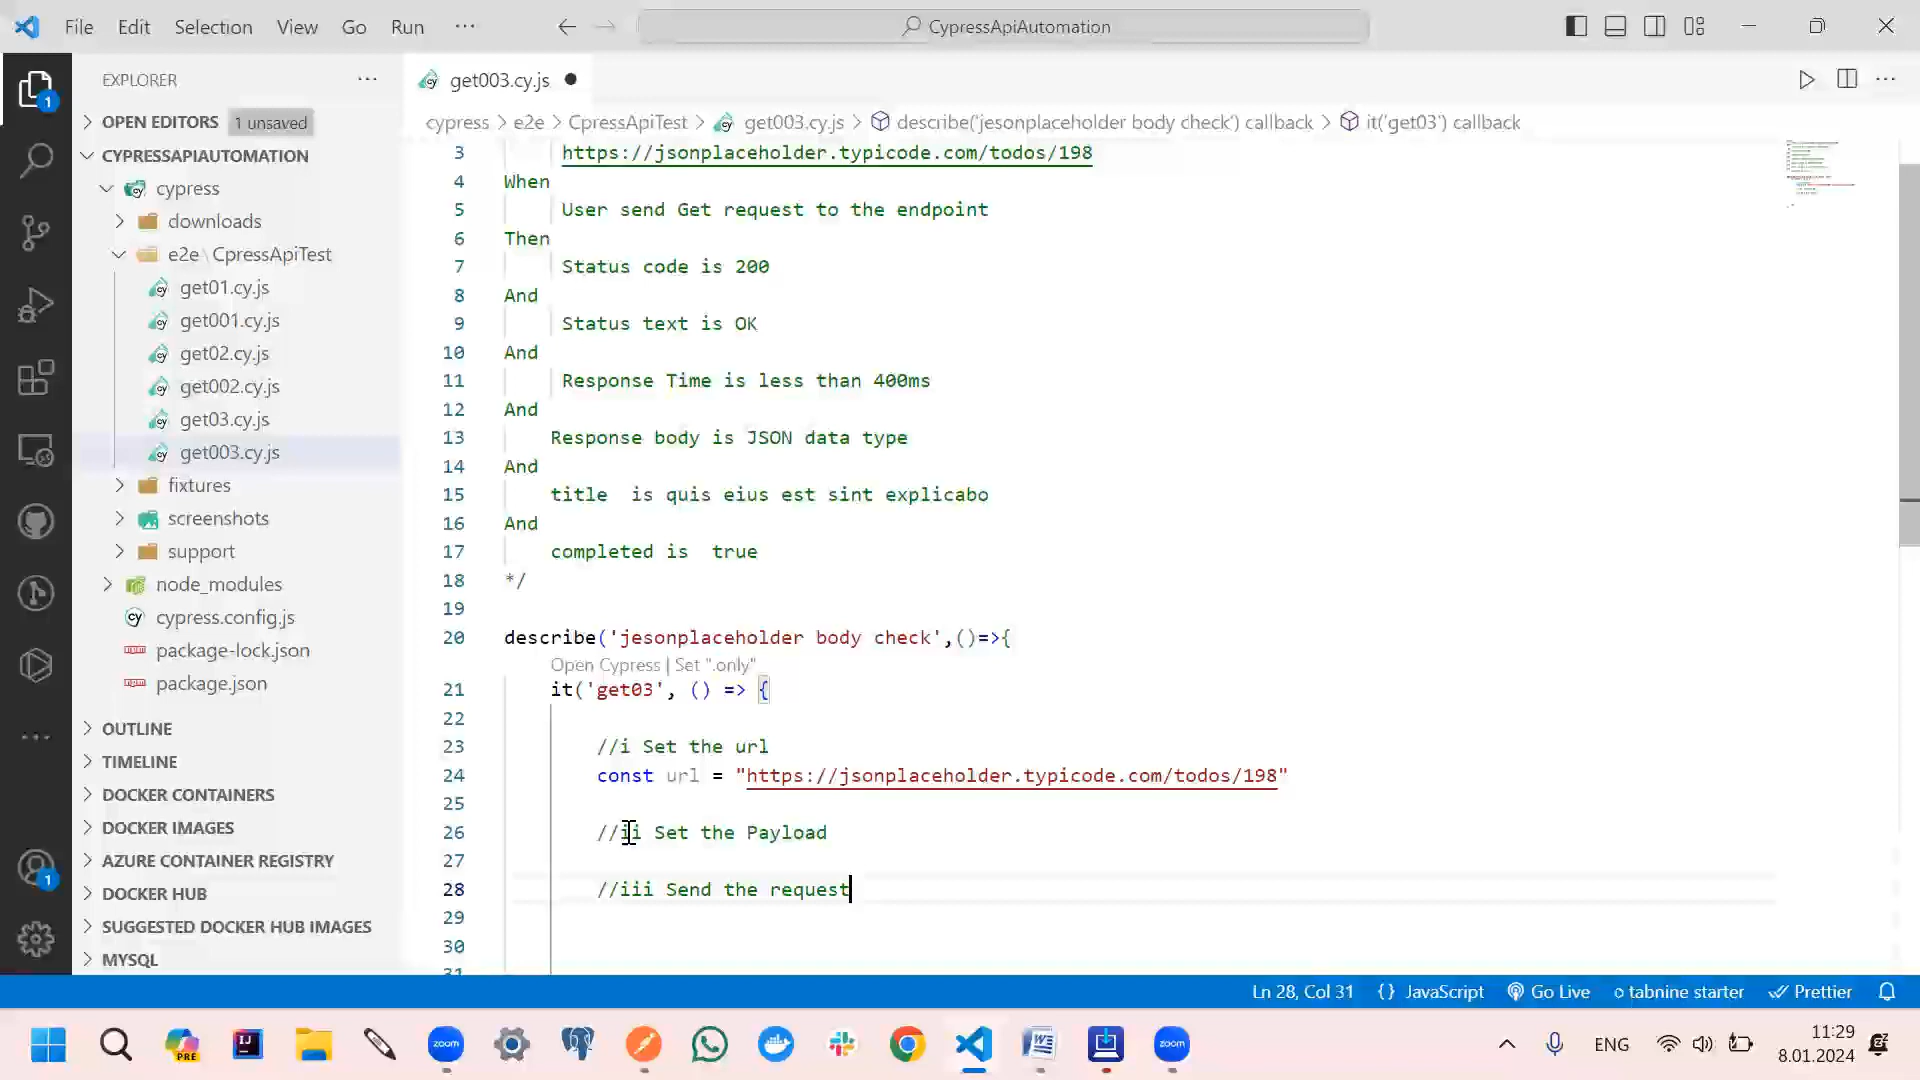 File Edit Selection View Go Run ··· CypressApiAutomation
EXPLORER ···
OPEN EDITORS 1 unsaved
CYPRESSAPIAUTOMATION
cypress
downloads
e2e \ CpressApiTest
get01.cy.js
get001.cy.js
get02.cy.js
get002.cy.js
get03.cy.js
get003.cy.js
fixtures
screenshots
support
node_modules
cypress.config.js
package-lock.json
package.json
OUTLINE
TIMELINE
DOCKER CONTAINERS
DOCKER IMAGES
AZURE CONTAINER REGISTRY
DOCKER HUB
SUGGESTED DOCKER HUB IMAGES
MYSQL
1
1
get003.cy.js
cypress > e2e > CpressApiTest > get003.cy.js > describe('jesonplaceholder body check') callback > it('get03') callback
3 https://jsonplaceholder.typicode.com/todos/198
4 When
5 User send Get request to the endpoint
6 Then
7 Status code is 200
8 And
9 Status text is OK
10 And
11 Response Time is less than 400ms
12 And
13 Response body is JSON data type
14 And
15 title  is quis eius est sint explicabo
16 And
17 completed is  true
18 */
19
20 describe('jesonplaceholder body check',()=>{
Open Cypress | Set ".only"
21 it('get03', () => {
22
23 //i Set the url
24 const url = "https://jsonplaceholder.typicode.com/todos/198"
25
26 //ii Set the Payload
27
28 //iii Send the request
29
30
31
Ln 28, Col 31 {} JavaScript Go Live tabnine starter Prettier
PRE IJ zoom W zoom ENG 11:29
8.01.2024